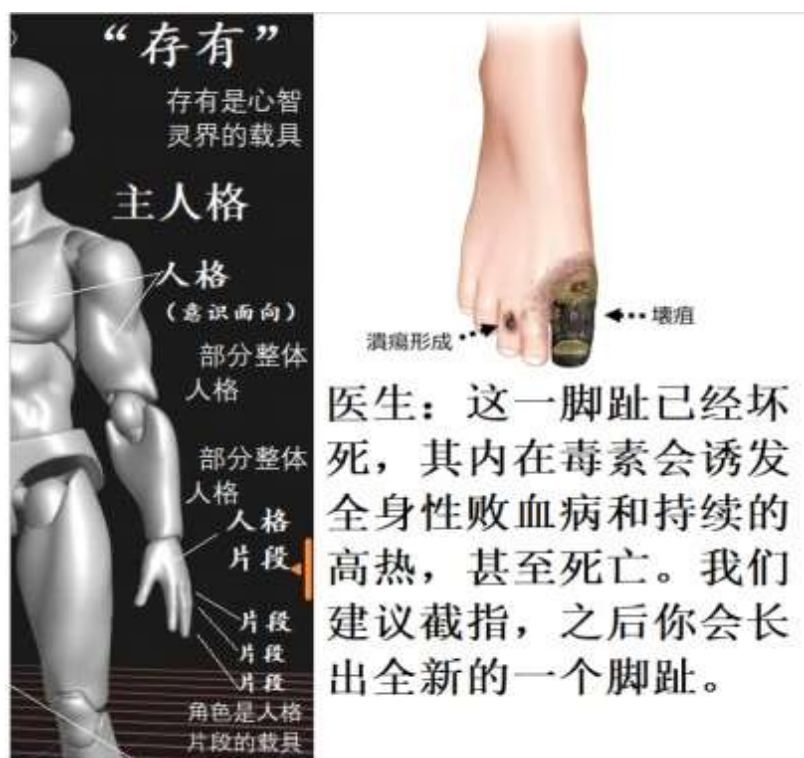 “存有”
存有是心智
灵界的载具
主人格
人格
（意识面向）
部分整体
人格
部分整体
人格
人格
片段
片段
片段
片段
角色是人格
片段的载具
潰瘍形成
壞疽
医生：这一脚趾已经坏
死，其内在毒素会诱发
全身性败血病和持续的
高热，甚至死亡。我们
建议截指，之后你会长
出全新的一个脚趾。